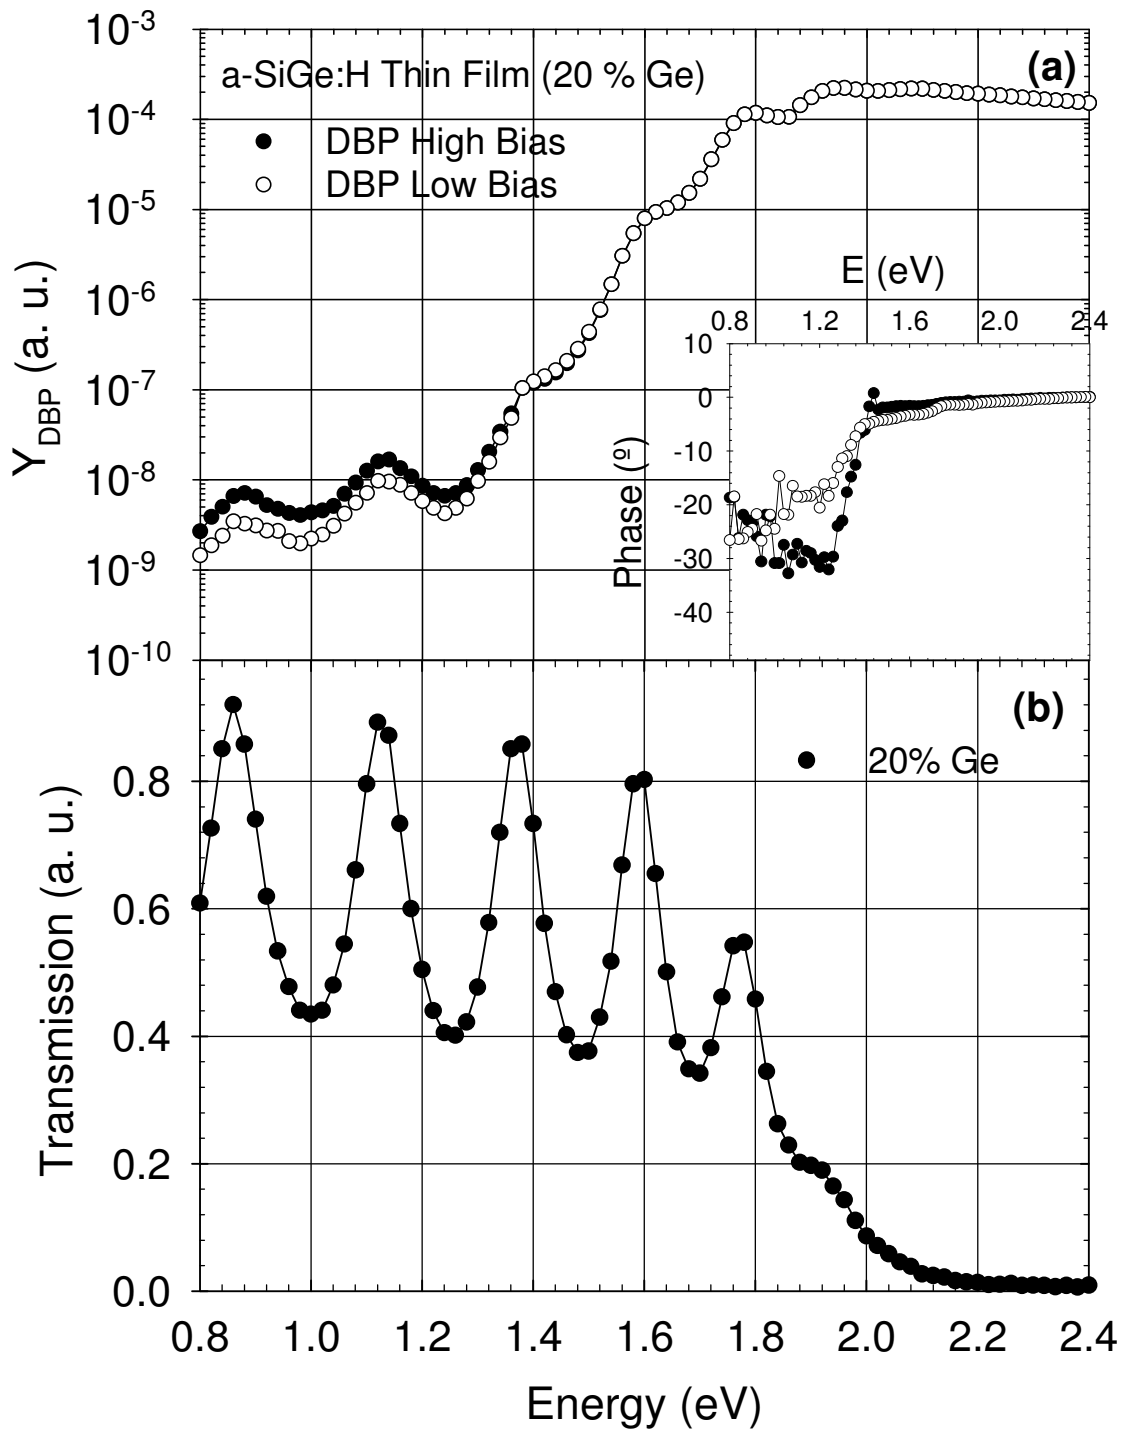 10⁻³
a-SiGe:H Thin Film (20 % Ge)
(a)
10⁻⁴
DBP High Bias
DBP Low Bias
10⁻⁵
Y_DBP (a. u.)
E (eV)
10⁻⁶
0.8 1.2 1.6 2.0 2.4
10
10⁻⁷
0
Phase (º)
-10
10⁻⁸
-20
10⁻⁹
-30
-40
10⁻¹⁰
(b)
20% Ge
0.8
Transmission (a. u.)
0.6
0.4
0.2
0.0
0.8 1.0 1.2 1.4 1.6 1.8 2.0 2.2 2.4
Energy (eV)